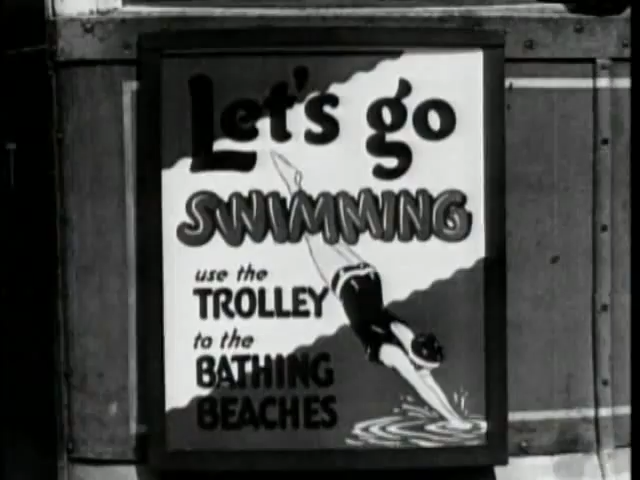 Let's go
SWIMMING
use the
TROLLEY
to the
BATHING
BEACHES